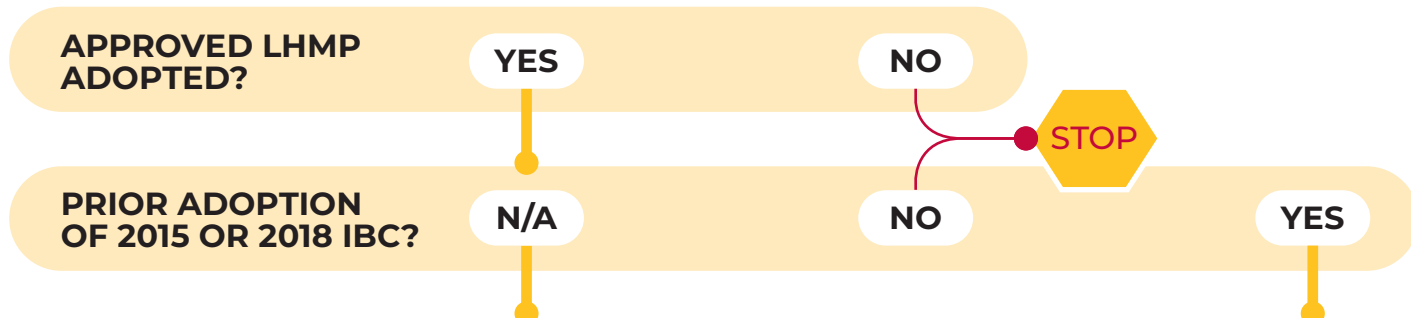 APPROVED LHMP
ADOPTED?
YES
NO
STOP
PRIOR ADOPTION
OF 2015 OR 2018 IBC?
N/A
NO
YES